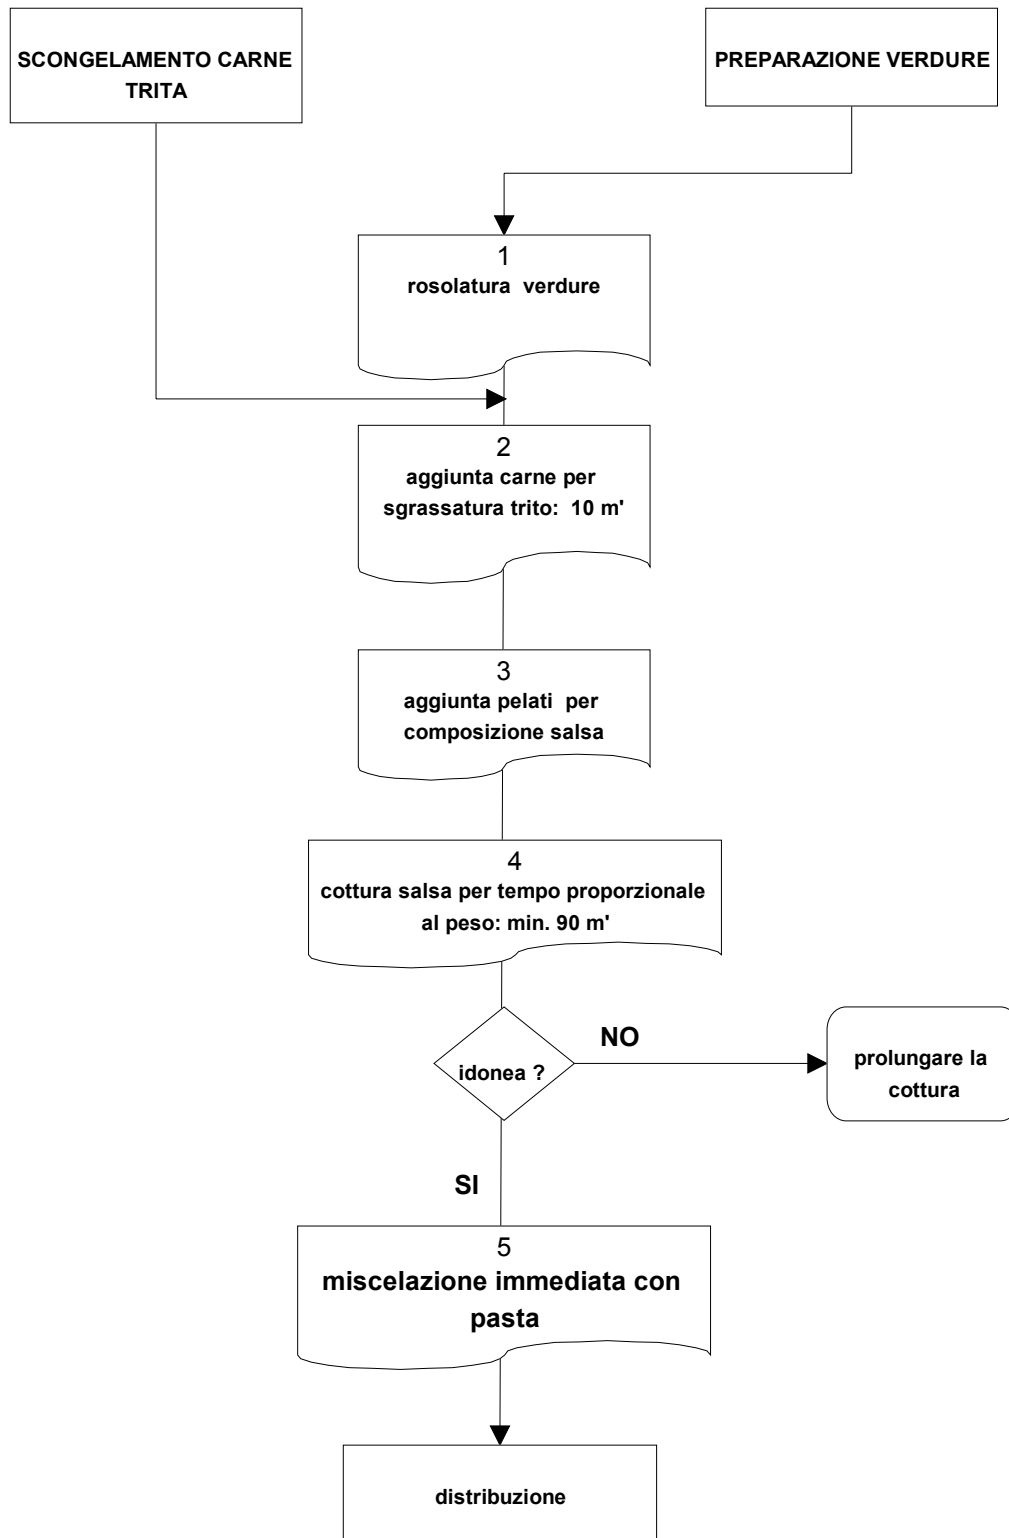 SCONGELAMENTO CARNE
TRITA
PREPARAZIONE VERDURE
1
rosolatura verdure
2
aggiunta carne per
sgrassatura trito: 10 m'
3
aggiunta pelati per
composizione salsa
4
cottura salsa per tempo proporzionale
al peso: min. 90 m'
idonea ?
NO
prolungare la
cottura
SI
5
miscelazione immediata con
pasta
distribuzione